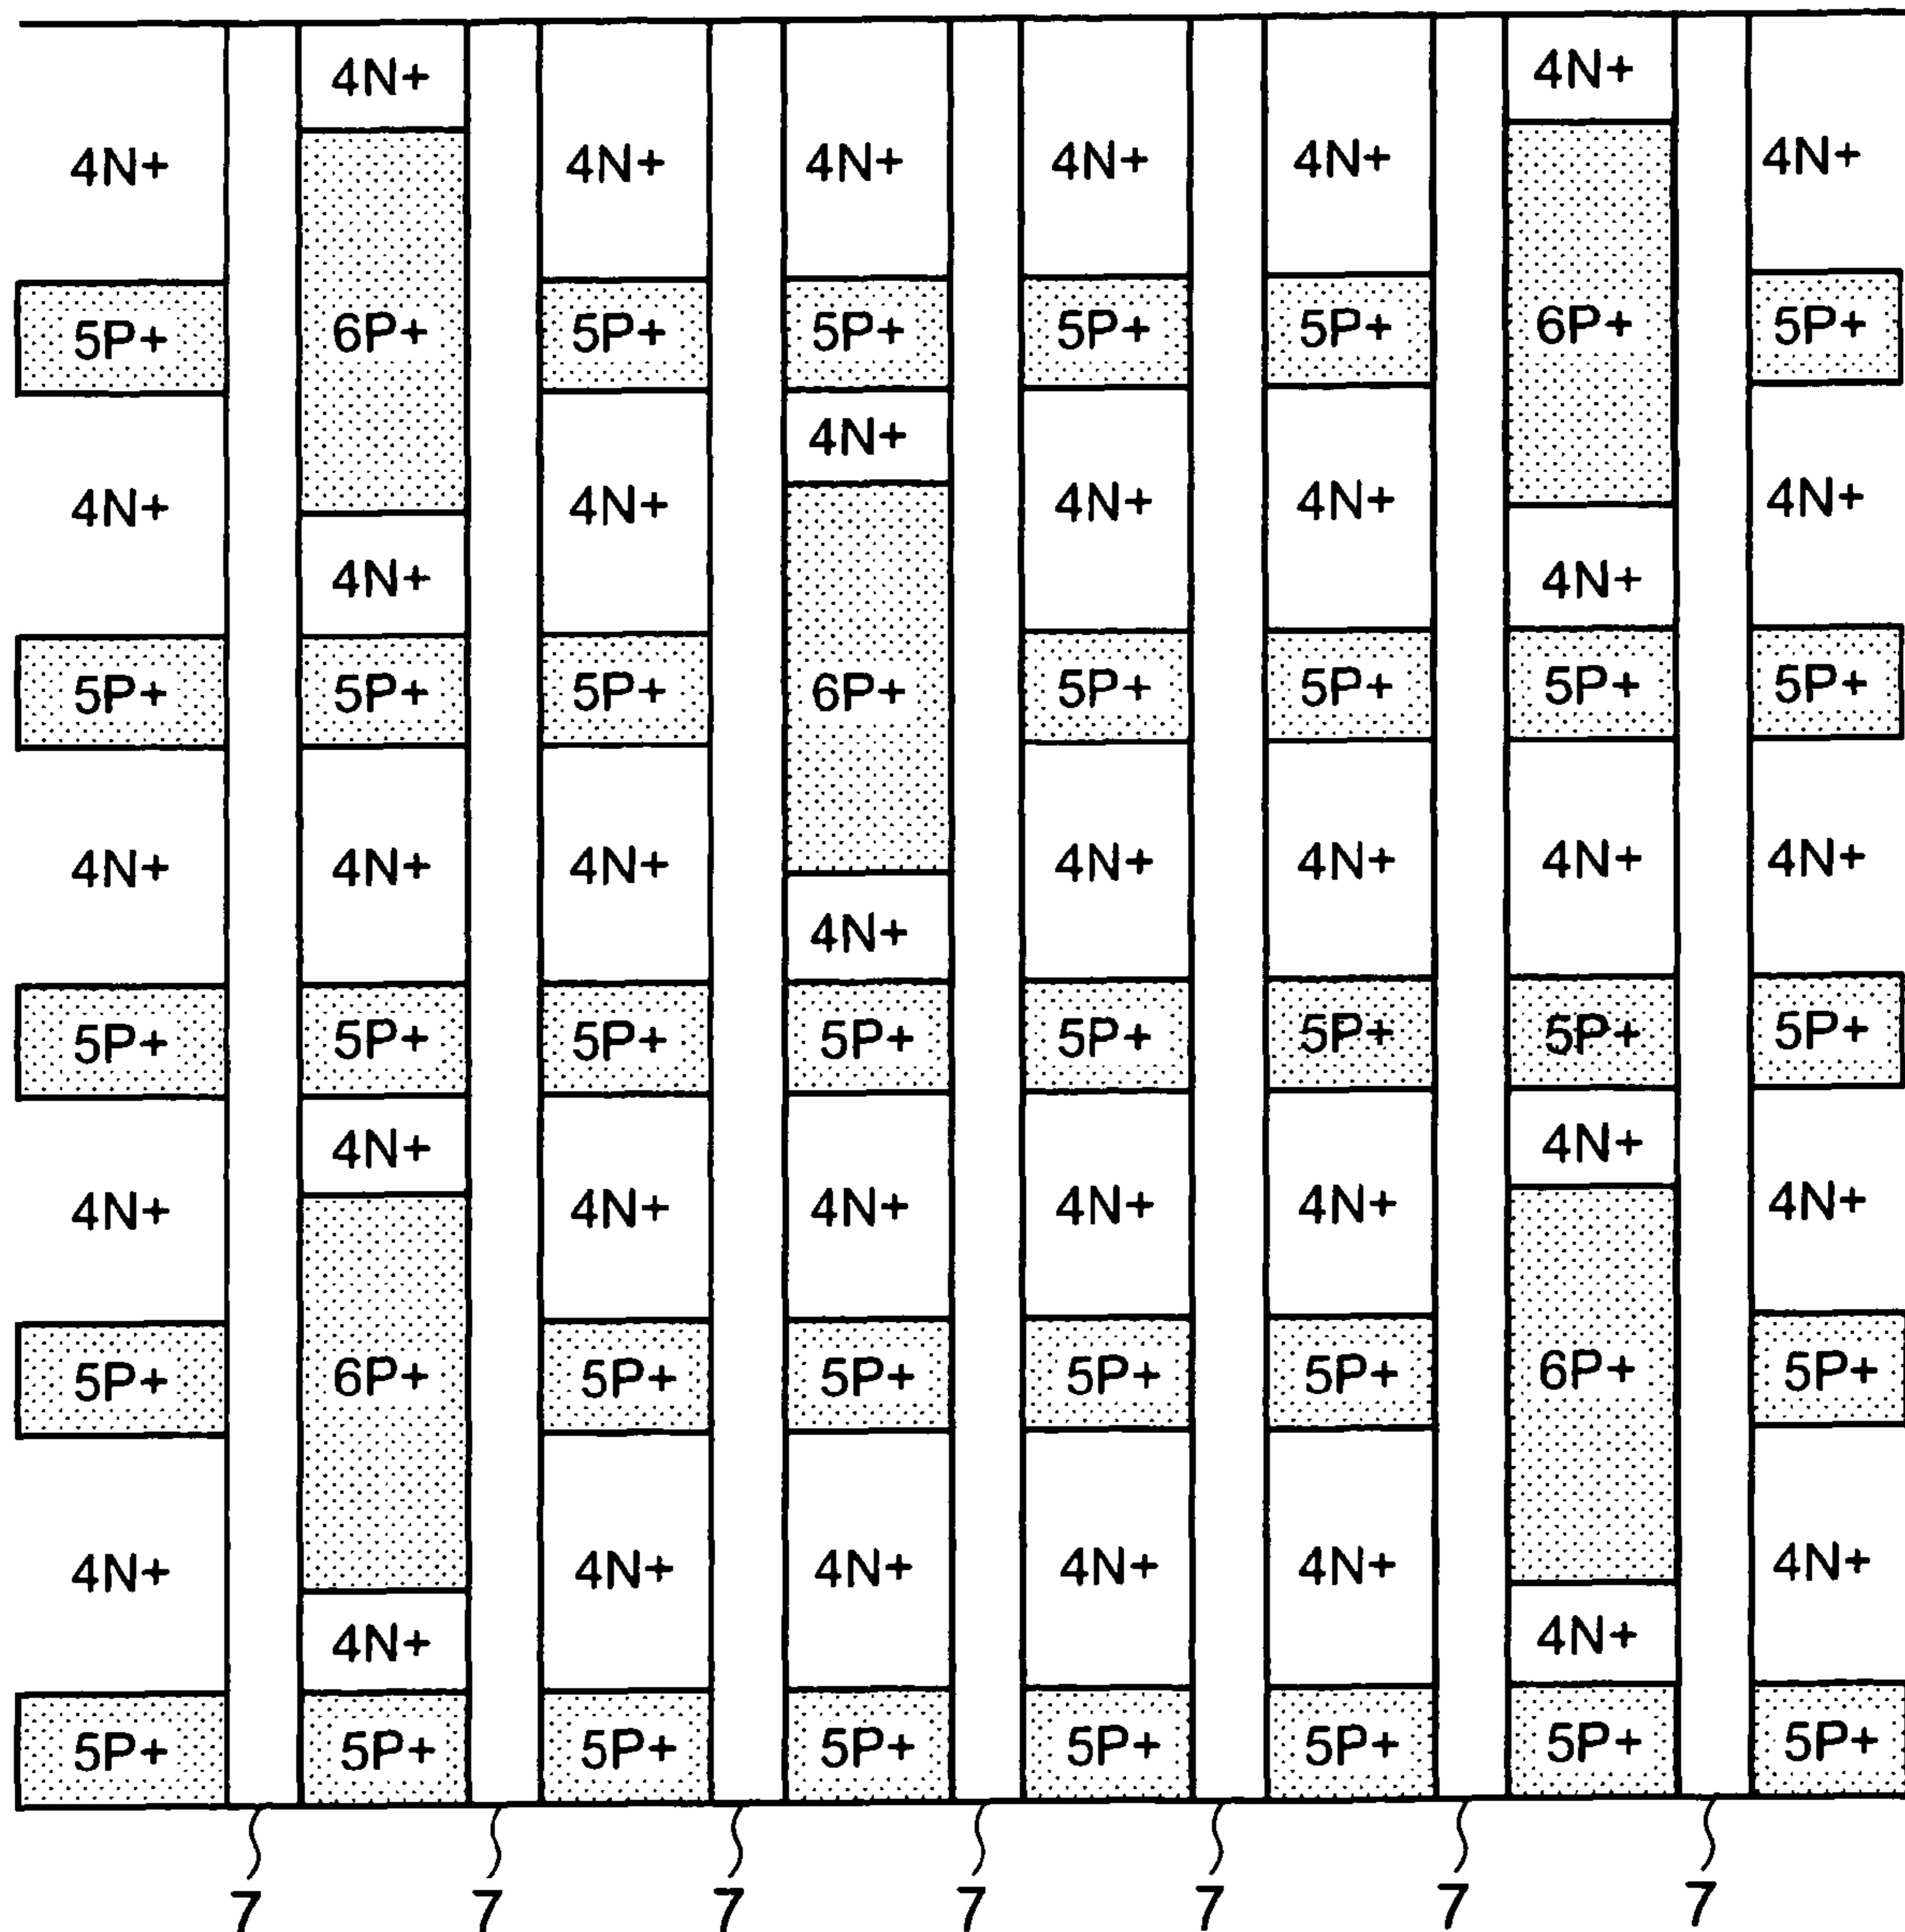 4N+ 4N+
4N+ 4N+ 4N+ 4N+ 4N+ 4N+
5P+ 6P+ 5P+ 5P+ 5P+ 5P+ 6P+ 5P+
4N+
4N+ 4N+ 4N+ 4N+ 4N+
4N+ 4N+
5P+ 5P+ 5P+ 6P+ 5P+ 5P+ 5P+ 5P+
4N+ 4N+ 4N+ 4N+ 4N+ 4N+ 4N+
4N+
5P+ 5P+ 5P+ 5P+ 5P+ 5P+ 5P+ 5P+
4N+ 4N+
4N+ 4N+ 4N+ 4N+ 4N+ 4N+
5P+ 6P+ 5P+ 5P+ 5P+ 5P+ 6P+ 5P+
4N+ 4N+ 4N+ 4N+ 4N+ 4N+
4N+ 4N+
5P+ 5P+ 5P+ 5P+ 5P+ 5P+ 5P+ 5P+
7 7 7 7 7 7 7